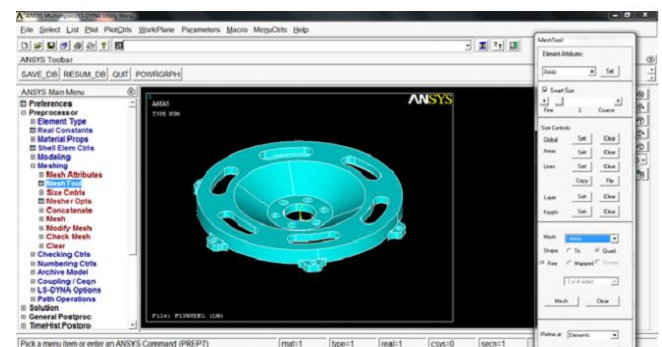 ANSYS Multiphysics/LS-DYNA Utility Menu
File Select List Plot PlotCtrls WorkPlane Parameters Macro MenuCtrls Help
ANSYS Toolbar
SAVE_DB RESUM_DB QUIT POWRGRPH
ANSYS Main Menu
Preferences
Preprocessor
Element Type
Real Constants
Material Props
Shell Elem Ctrls
Modeling
Meshing
Mesh Attributes
MeshTool
Size Cntrls
Mesher Opts
Concatenate
Mesh
Modify Mesh
Check Mesh
Clear
Checking Ctrls
Numbering Ctrls
Archive Model
Coupling / Ceqn
LS-DYNA Options
Path Operations
Solution
General Postproc
TimeHist Postpro
1
AREAS
TYPE NUM
ANSYS
File: FLYWHEEL (LM)
MeshTool
Element Attributes:
Areas Set
Smart Size
Fine 2 Coarse
Size Controls:
Global Set Clear
Areas Set Clear
Lines Set Clear
Copy Flip
Layer Set Clear
Keypts Set Clear
Mesh: Areas
Shape: Tri Quad
Free Mapped Sweep
3 or 4 sided
Mesh Clear
Refine at Elements
Pick a menu item or enter an ANSYS Command (PREP7) mat=1 type=1 real=1 csys=0 secn=1